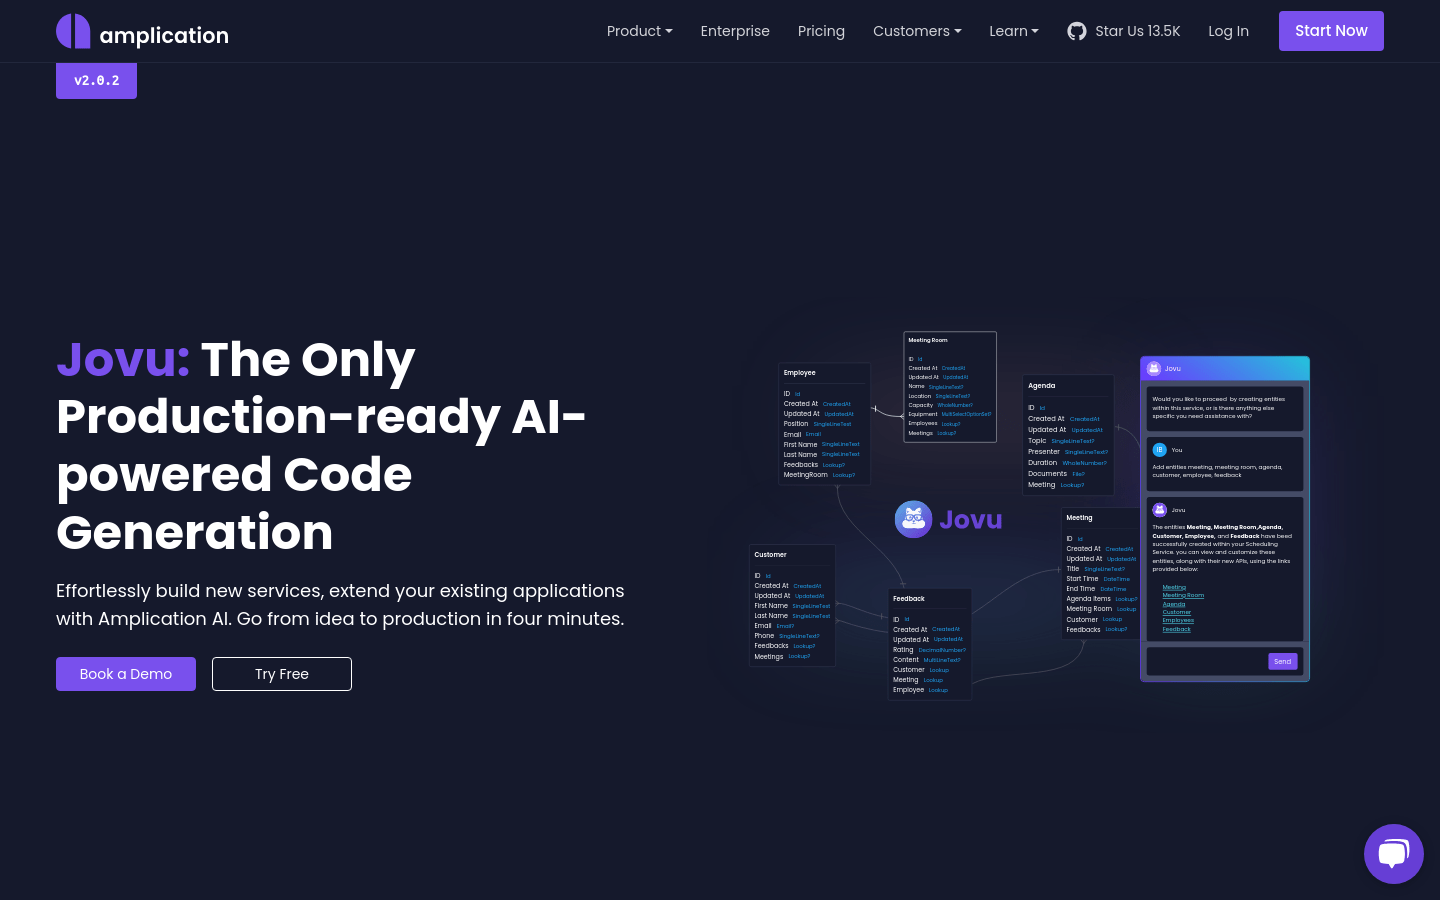 amplication
Product
Enterprise
Pricing
Customers
Learn
Star Us 13.5K
Log In
Start Now
v2.0.2
Jovu: The Only
Production-ready AI-
powered Code
Generation
Effortlessly build new services, extend your existing applications
with Amplication AI. Go from idea to production in four minutes.
Book a Demo
Try Free
Employee
ID Id
Created At CreatedAt
Updated At UpdatedAt
Position SingleLineText
Email Email
First Name SingleLineText
Last Name SingleLineText
Feedbacks Lookup?
MeetingRoom Lookup?
Meeting Room
ID Id
Created At CreatedAt
Updated At UpdatedAt
Name SingleLineText?
Location SingleLineText?
Capacity WholeNumber?
Equipment MultiSelectOptionSet?
Employees Lookup?
Meetings Lookup?
Agenda
ID Id
Created At CreatedAt
Updated At UpdatedAt
Topic SingleLineText?
Presenter SingleLineText?
Duration WholeNumber?
Documents File?
Meeting Lookup?
Jovu
Customer
ID Id
Created At CreatedAt
Updated At UpdatedAt
First Name SingleLineText
Last Name SingleLineText
Email Email?
Phone SingleLineText?
Feedbacks Lookup?
Meetings Lookup?
Feedback
ID Id
Created At CreatedAt
Updated At UpdatedAt
Rating DecimalNumber?
Content MultiLineText?
Customer Lookup
Meeting Lookup
Employee Lookup
Meeting
ID Id
Created At CreatedAt
Updated At UpdatedAt
Title SingleLineText?
Start Time DateTime
End Time DateTime
Agenda Items Lookup?
Meeting Room Lookup
Customer Lookup
Feedbacks Lookup?
Jovu
Would you like to proceed by creating entities
within this service, or is there anything else
specific you need assistance with?
You
Add entities meeting, meeting room, agenda,
customer, employee, feedback
Jovu
The entities Meeting, Meeting Room,Agenda,
Customer, Employee, and Feedback have beed
successfully created within your Scheduling
Service. you can view and customize these
entities, along with their new APIs, using the links
provided below:
Meeting
Meeting Room
Agenda
Customer
Employees
Feedback
Send